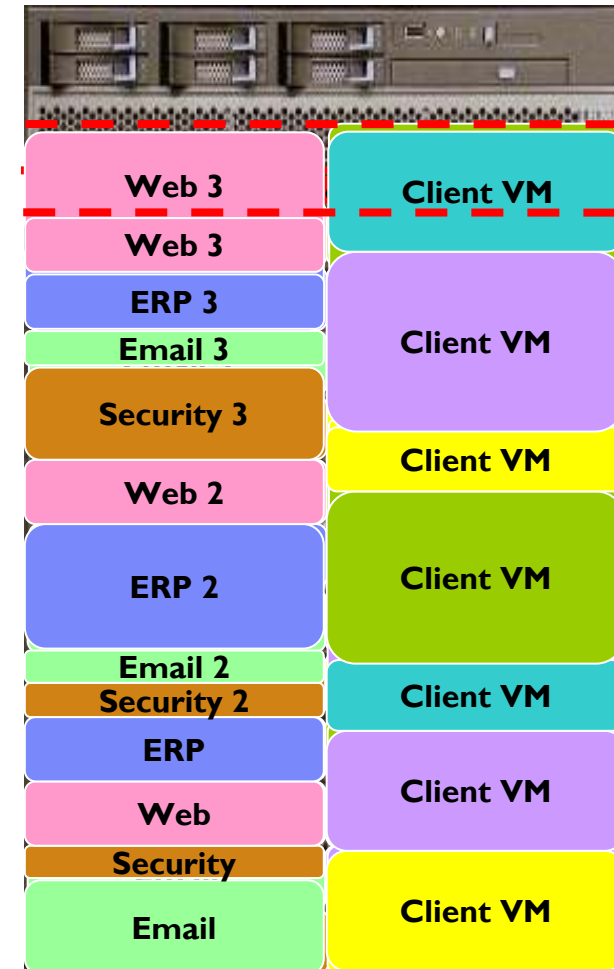 Web 3
Web 3
ERP 3
Email 3
Security 3
Web 2
ERP 2
Email 2
Security 2
ERP
Web
Security
Email
Client VM
Client VM
Client VM
Client VM
Client VM
Client VM
Client VM